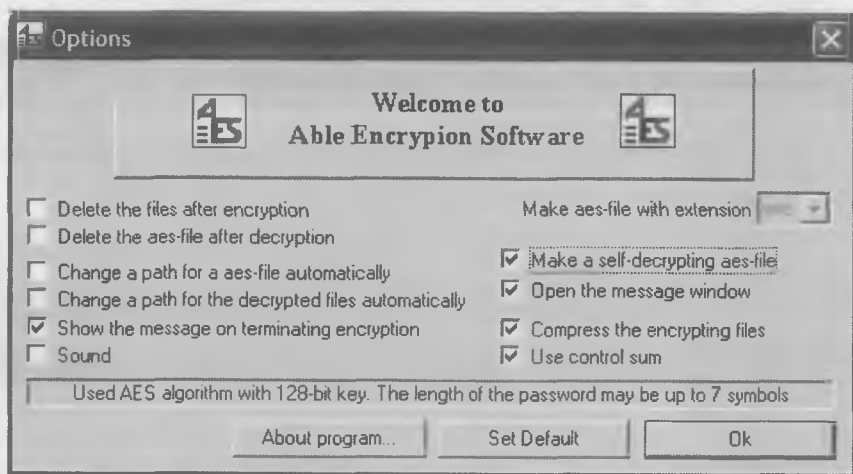 Options
Welcome to
Able Encrypion Software
Delete the files after encryption
Delete the aes-file after decryption
Change a path for a aes-file automatically
Change a path for the decrypted files automatically
Show the message on terminating encryption
Sound
Make aes-file with extension
Make a self-decrypting aes-file
Open the message window
Compress the encrypting files
Use control sum
Used AES algorithm with 128-bit key. The length of the password may be up to 7 symbols
About program...
Set Default
Ok